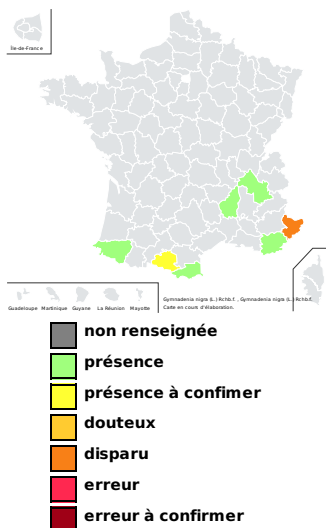 Île-de-France
Guadeloupe Martinique Guyane La Réunion Mayotte
Gymnadenia nigra (L.) Rchb.f. , Gymnadenia nigra (L.) Rchb.f.
Carte en cours d'élaboration.
non renseignée
présence
présence à confimer
douteux
disparu
erreur
erreur à confirmer